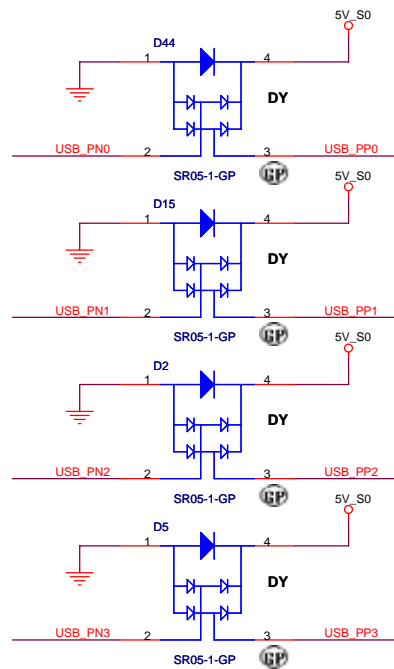 5V_S0
D44
1 4
DY
USB_PN0 2 3 USB_PP0
SR05-1-GP GP
5V_S0
D15
1 4
DY
USB_PN1 2 3 USB_PP1
SR05-1-GP GP
5V_S0
D2
1 4
DY
USB_PN2 2 3 USB_PP2
SR05-1-GP GP
5V_S0
D5
1 4
DY
USB_PN3 2 3 USB_PP3
SR05-1-GP GP